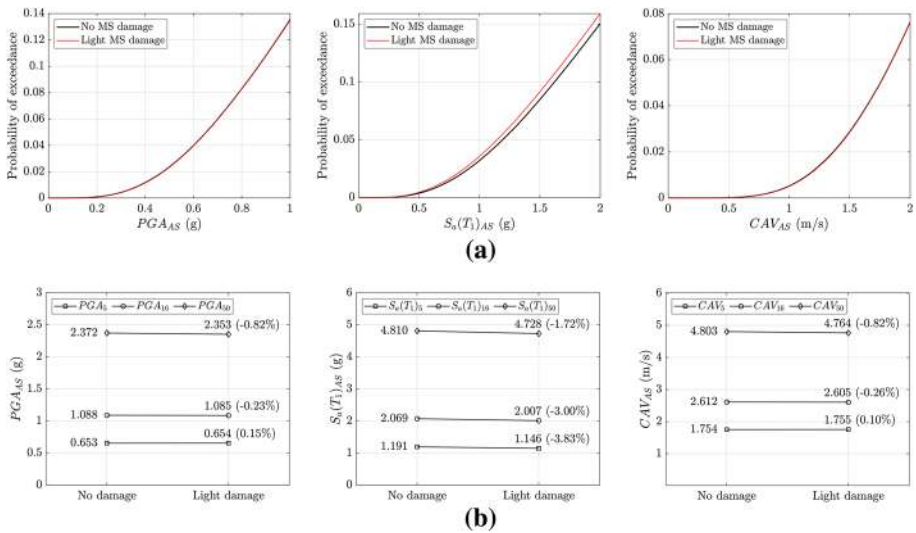 0.14
0.12
0.1
0.08
0.06
0.04
0.02
0
Probability of exceedance
No MS damage
Light MS damage
0 0.2 0.4 0.6 0.8 1
PGA_AS (g)
0.15
0.1
0.05
0
Probability of exceedance
No MS damage
Light MS damage
0 0.5 1 1.5 2
S_a(T_1)_AS (g)
0.08
0.06
0.04
0.02
0
Probability of exceedance
No MS damage
Light MS damage
0 0.5 1 1.5 2
CAV_AS (m/s)
(a)
3
2.5
2
1.5
1
0.5
0
PGA_AS (g)
PGA_5 PGA_16 PGA_50
2.372
2.353 (-0.82%)
1.088
1.085 (-0.23%)
0.653
0.654 (0.15%)
No damage Light damage
6
5
4
3
2
1
0
S_a(T_1)_AS (g)
S_a(T_1)_5 S_a(T_1)_16 S_a(T_1)_50
4.810
4.728 (-1.72%)
2.069
2.007 (-3.00%)
1.191
1.146 (-3.83%)
No damage Light damage
6
5
4
3
2
1
CAV_AS (m/s)
CAV_5 CAV_16 CAV_50
4.803
4.764 (-0.82%)
2.612
2.605 (-0.26%)
1.754
1.755 (0.10%)
No damage Light damage
(b)